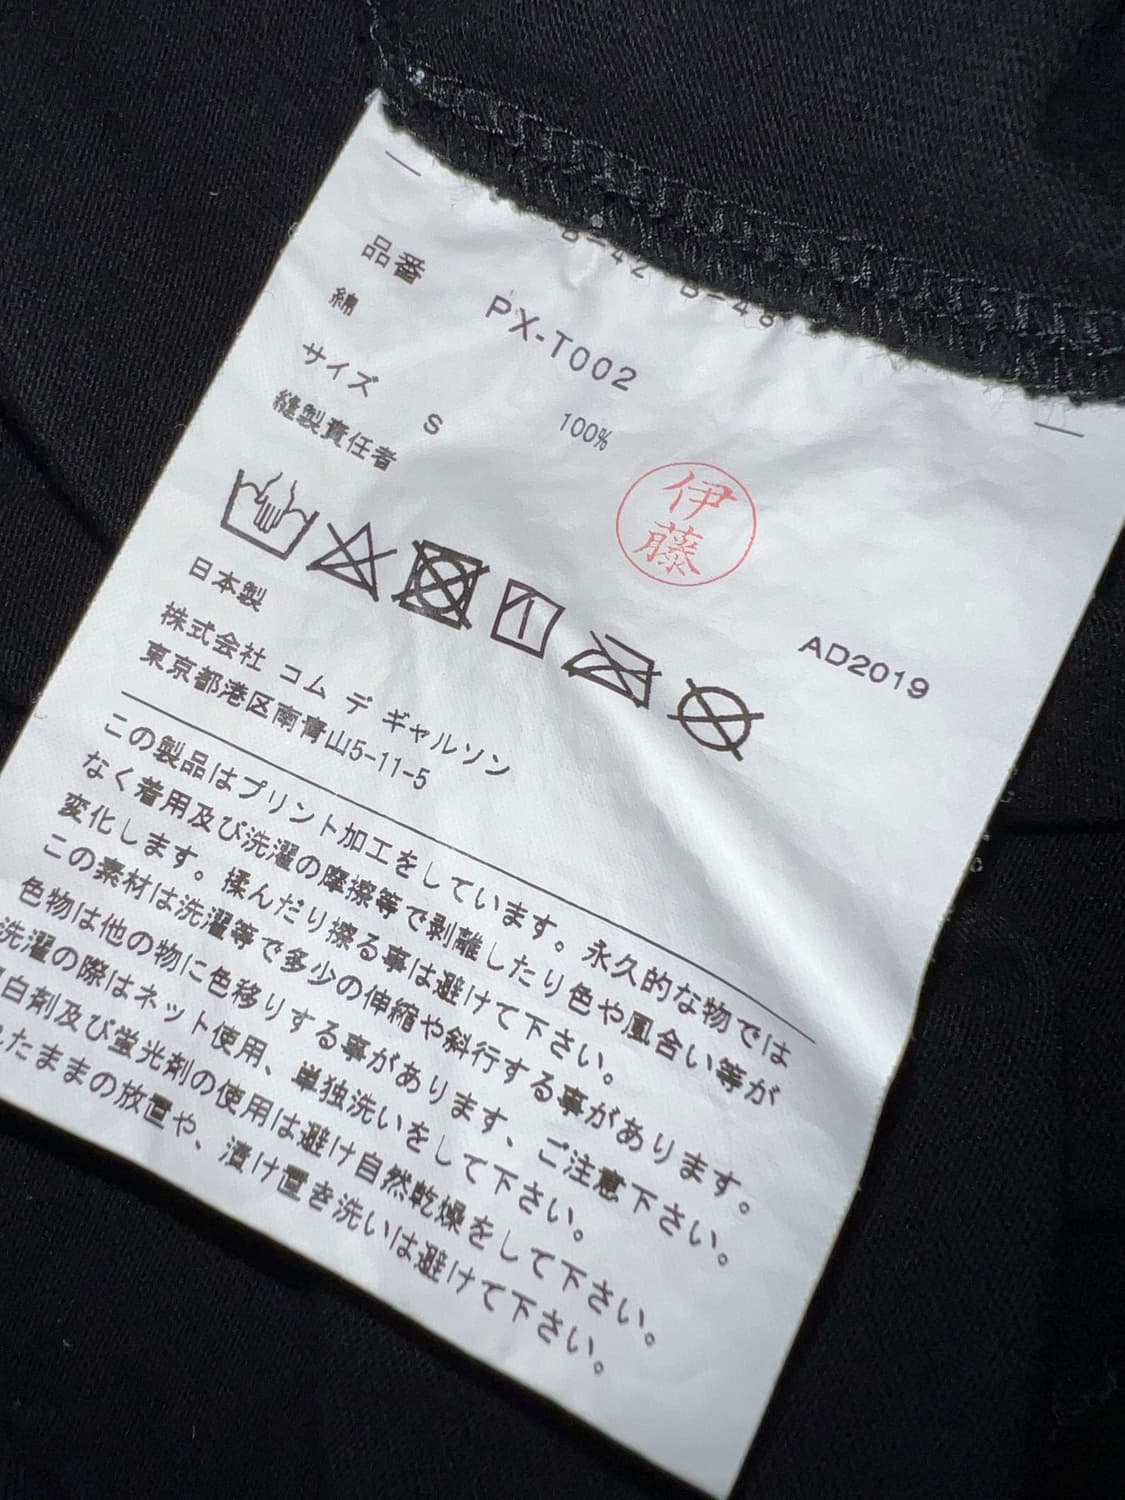 B-42 B-48
品番 PX-T002
綿 100%
サイズ S
縫製責任者
伊藤
AD2019
日本製
株式会社 コム デ ギャルソン
東京都港区南青山5-11-5
この製品はプリント加工をしています。永久的な物では
なく着用及び洗濯の摩擦等で剥離したり色や風合い等が
変化します。揉んだり擦る事は避けて下さい。
この素材は洗濯等で多少の伸縮や斜行する事があります。
色物は他の物に色移りする事があります、ご注意下さい。
洗濯の際はネット使用、単独洗いをして下さい。
白剤及び蛍光剤の使用は避け自然乾燥をして下さい。
たままの放置や、漬け置き洗いは避けて下さい。